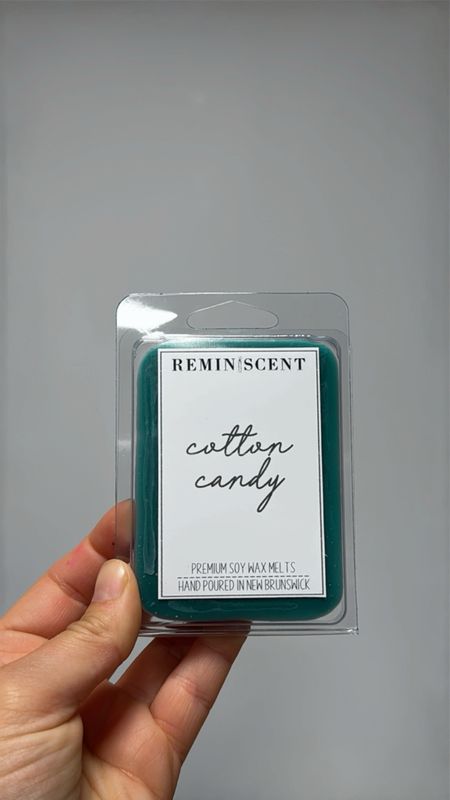 REMINISCENT
cotton
candy
PREMIUM SOY WAX MELTS
HAND POURED IN NEW BRUNSWICK